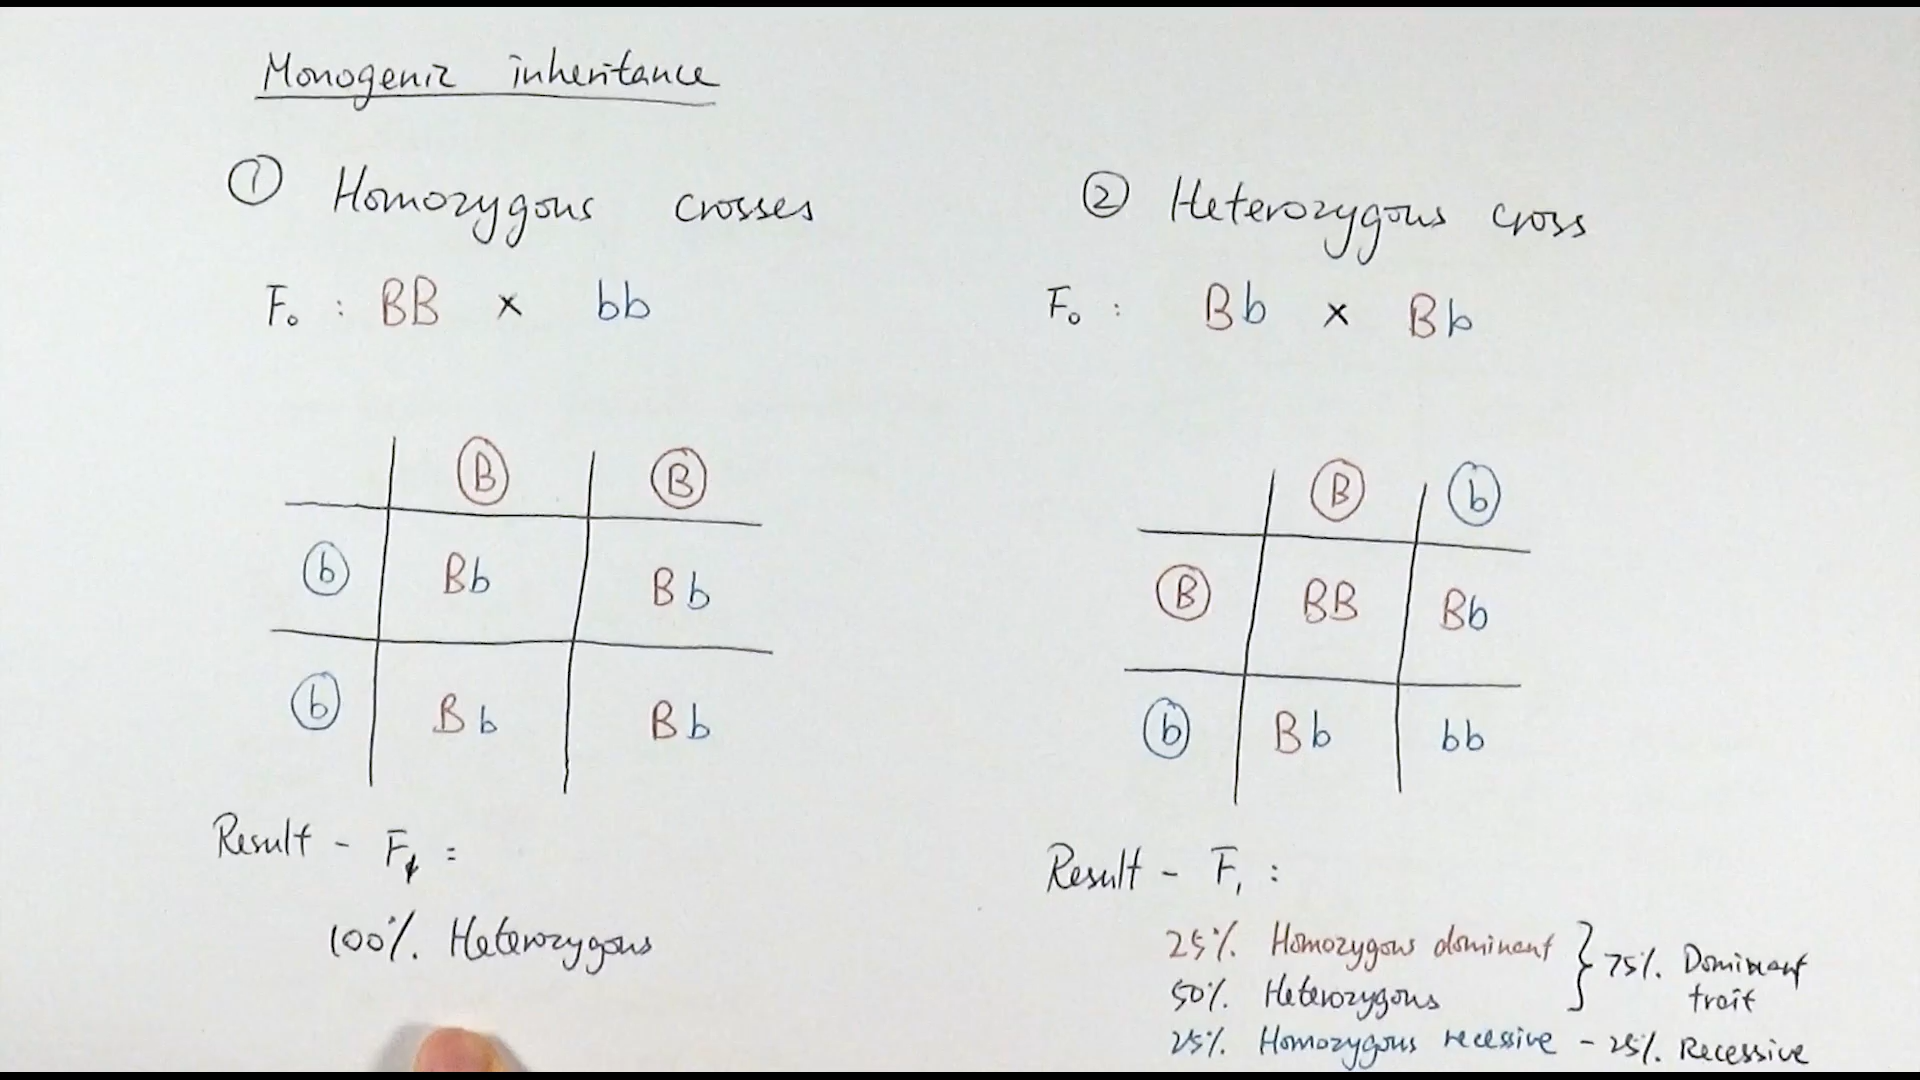 Monogenic inheritance
① Homozygous crosses
F₀ : BB × bb
B B
b Bb Bb
b Bb Bb
Result - F₁ :
100% Heterozygous
② Heterozygous cross
F₀ : Bb × Bb
B b
B BB Bb
b Bb bb
Result - F₁ :
25% Homozygous dominant } 75% Dominant trait
50% Heterozygous
25% Homozygous recessive - 25% Recessive